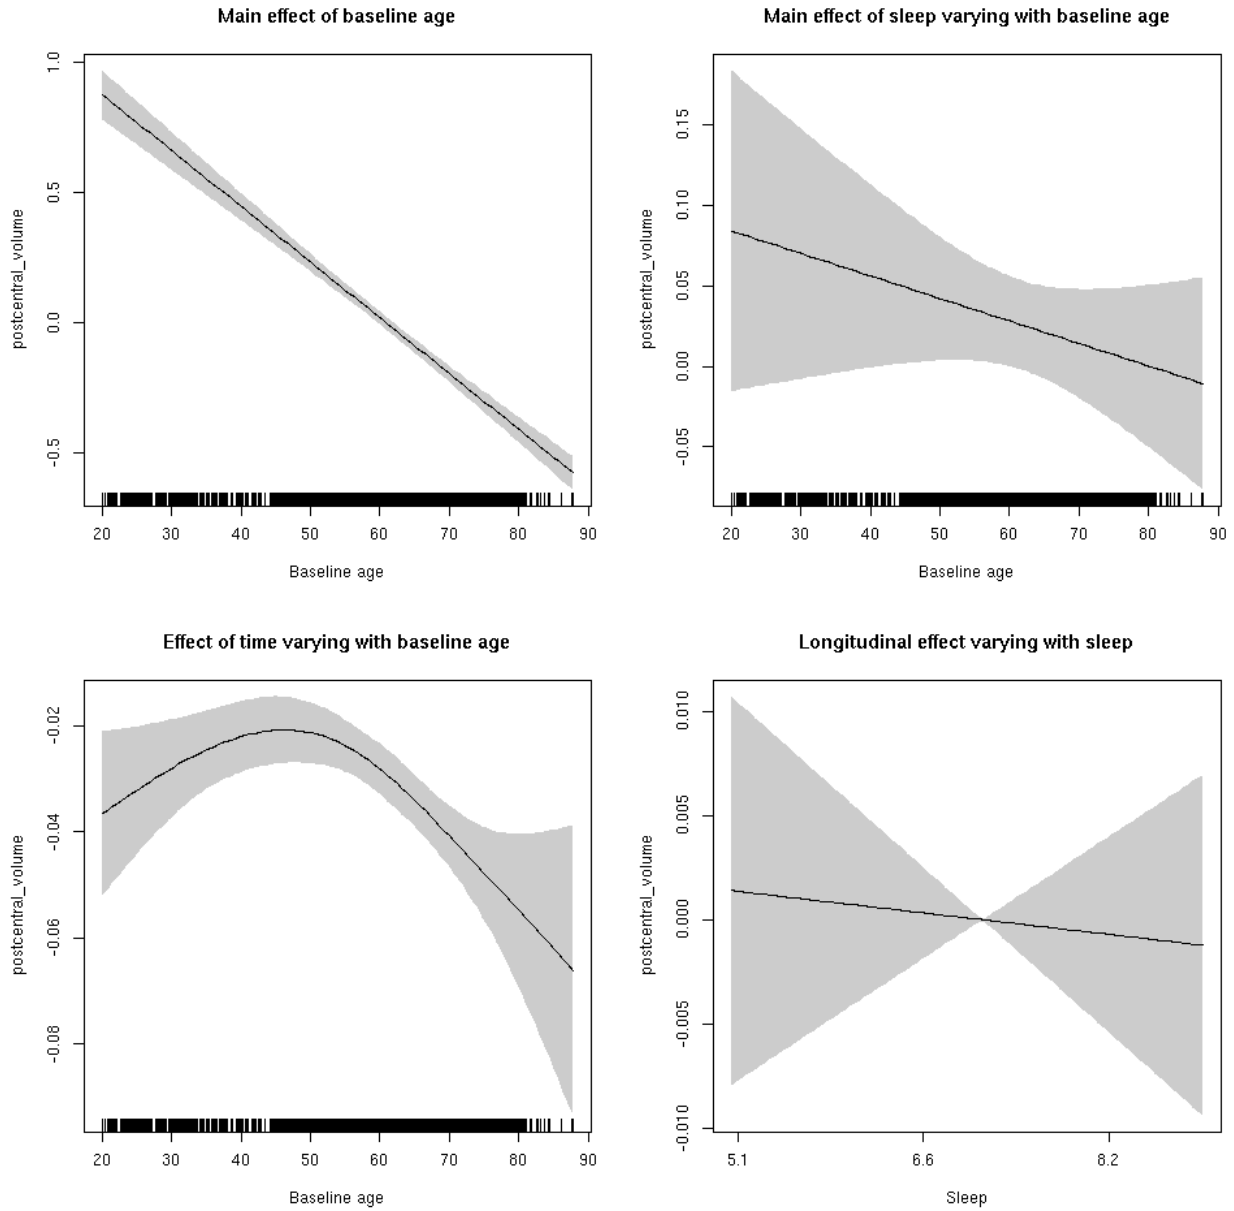 Main effect of baseline age
1.0
0.5
0.0
-0.5
postcentral_volume
20 30 40 50 60 70 80 90
Baseline age
Main effect of sleep varying with baseline age
0.15
0.10
0.05
0.00
-0.05
postcentral_volume
20 30 40 50 60 70 80 90
Baseline age
Effect of time varying with baseline age
-0.02
-0.04
-0.06
-0.08
postcentral_volume
20 30 40 50 60 70 80 90
Baseline age
Longitudinal effect varying with sleep
0.010
0.005
0.000
-0.005
-0.010
postcentral_volume
5.1 6.6 8.2
Sleep